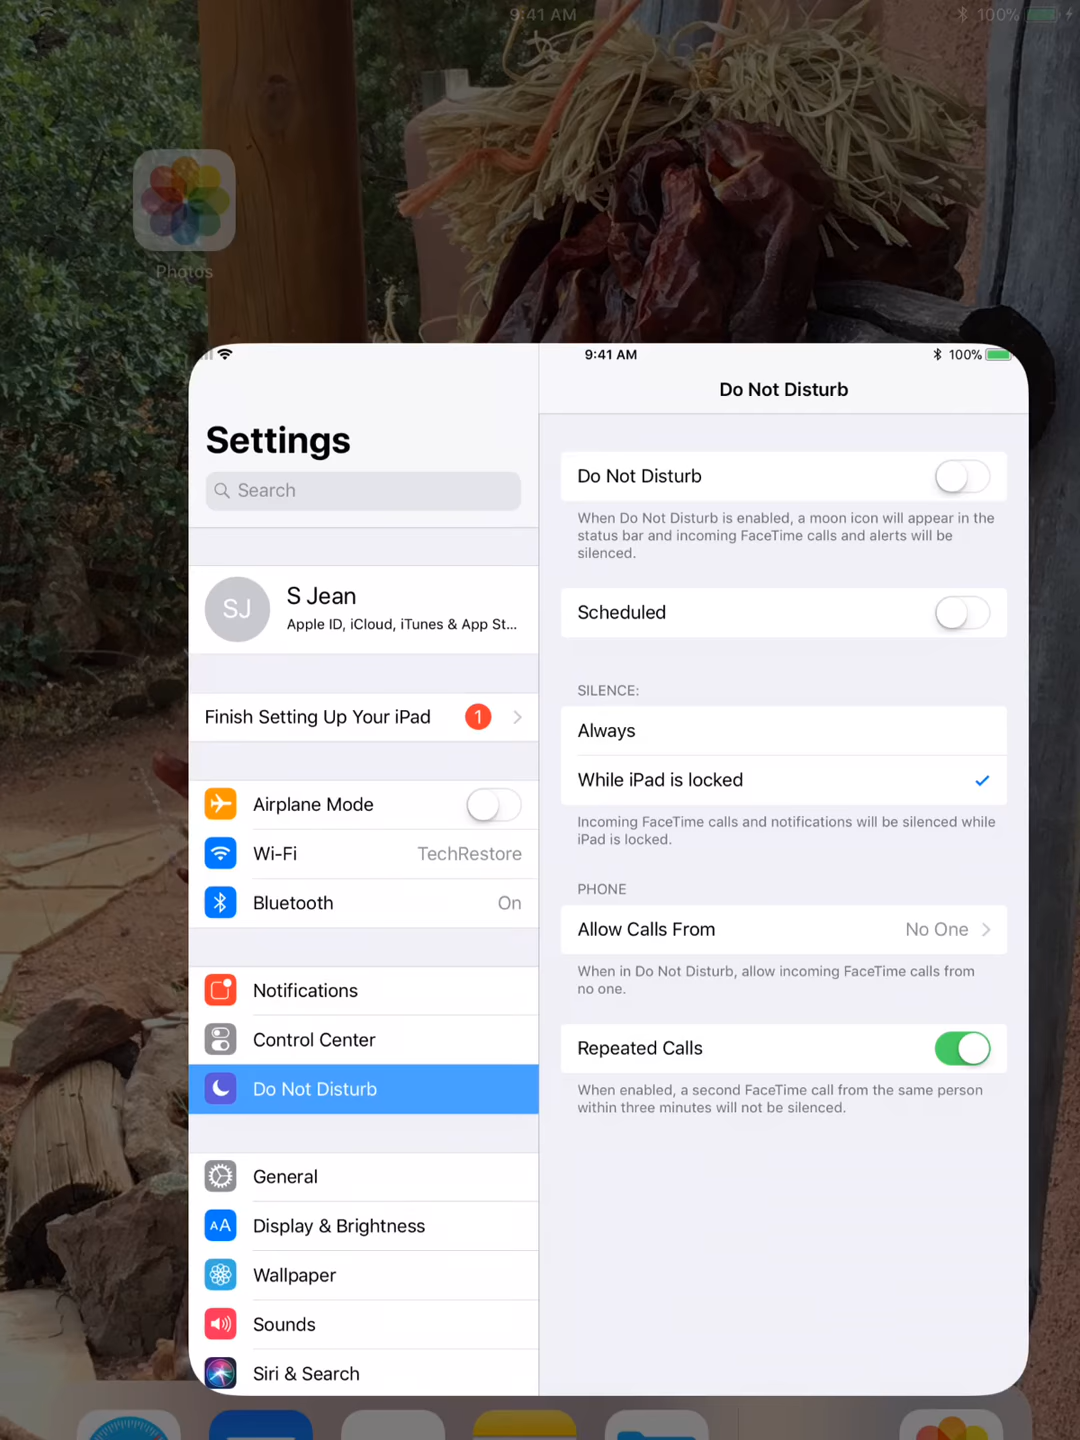 9:41 AM
100%
Photos
9:41 AM
100%
Settings
Search
SJ
S Jean
Apple ID, iCloud, iTunes & App St...
Finish Setting Up Your iPad
1
Airplane Mode
Wi-Fi
TechRestore
Bluetooth
On
Notifications
Control Center
Do Not Disturb
General
AA
Display & Brightness
Wallpaper
Sounds
Siri & Search
Do Not Disturb
Do Not Disturb
When Do Not Disturb is enabled, a moon icon will appear in the
status bar and incoming FaceTime calls and alerts will be
silenced.
Scheduled
SILENCE:
Always
While iPad is locked
Incoming FaceTime calls and notifications will be silenced while
iPad is locked.
PHONE
Allow Calls From
No One
When in Do Not Disturb, allow incoming FaceTime calls from
no one.
Repeated Calls
When enabled, a second FaceTime call from the same person
within three minutes will not be silenced.